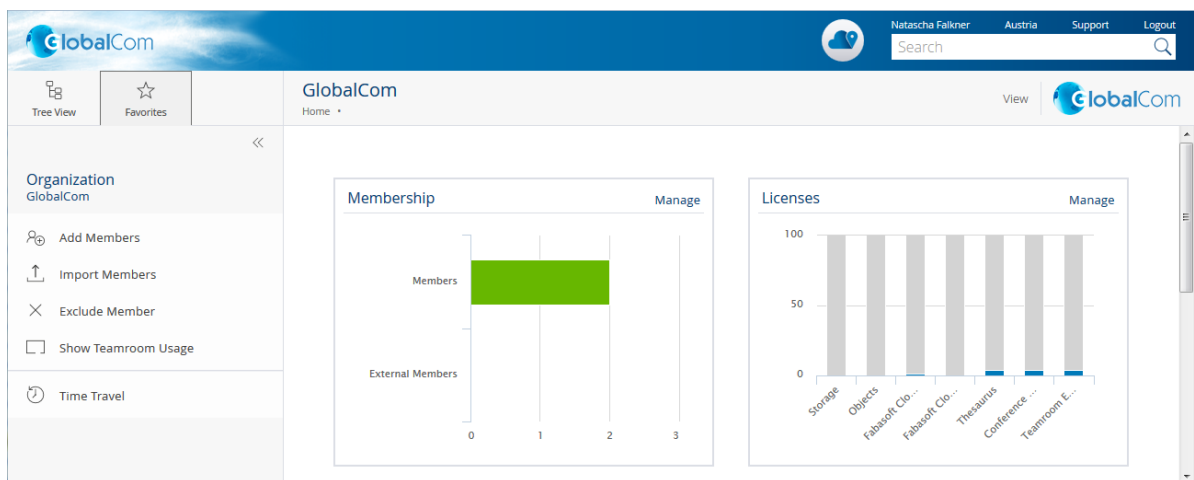 GlobalCom
Natascha Falkner Austria Support Logout
Search
Tree View Favorites
GlobalCom
Home •
View GlobalCom
Organization
GlobalCom
Add Members
Import Members
Exclude Member
Show Teamroom Usage
Time Travel
Membership Manage
Members
External Members
0 1 2 3
Licenses Manage
100
50
0
Storage
Objects
Fabasoft Clo...
Fabasoft Clo...
Thesaurus
Conference ...
Teamroom E...